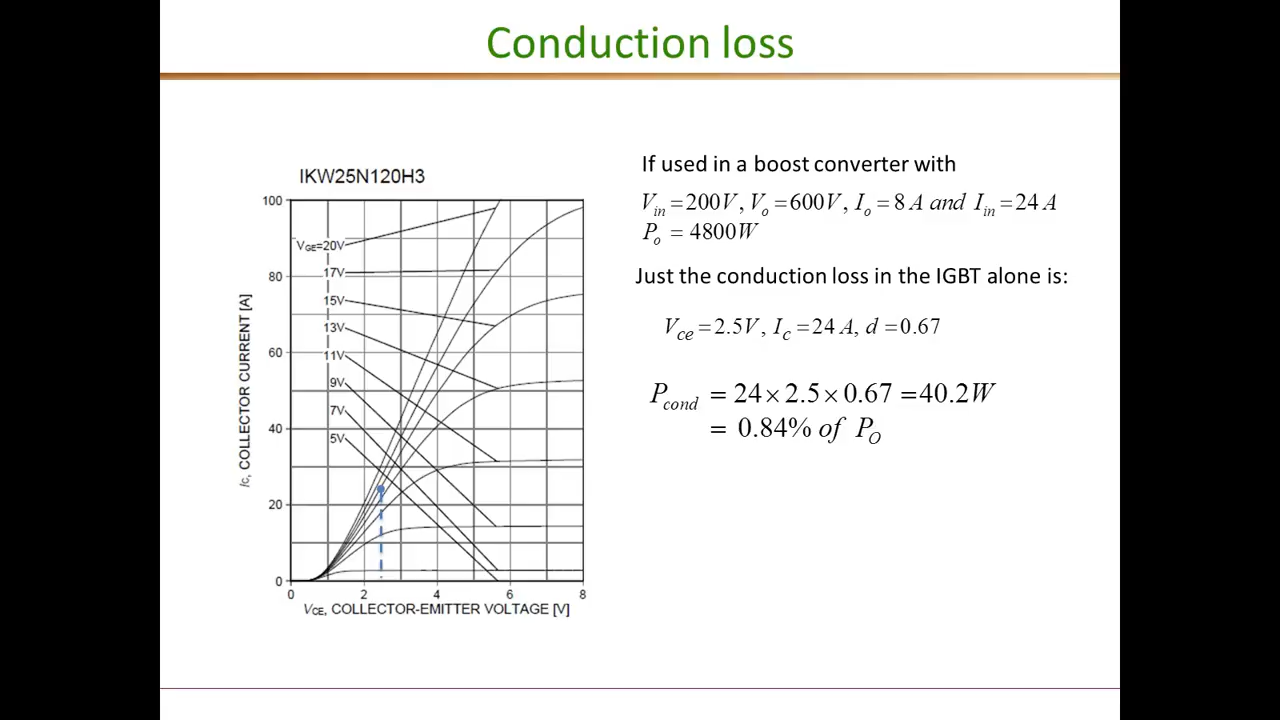 Conduction loss
IKW25N120H3
If used in a boost converter with
V_in = 200V, V_o = 600V, I_o = 8 A and I_in = 24 A
P_o = 4800W
Just the conduction loss in the IGBT alone is:
V_ce = 2.5V, I_c = 24 A, d = 0.67
P_cond = 24 × 2.5 × 0.67 = 40.2W
= 0.84% of P_O
I_C, COLLECTOR CURRENT [A]
100
80
60
40
20
0
V_GE=20V
17V
15V
13V
11V
9V
7V
5V
0 2 4 6 8
V_CE, COLLECTOR-EMITTER VOLTAGE [V]